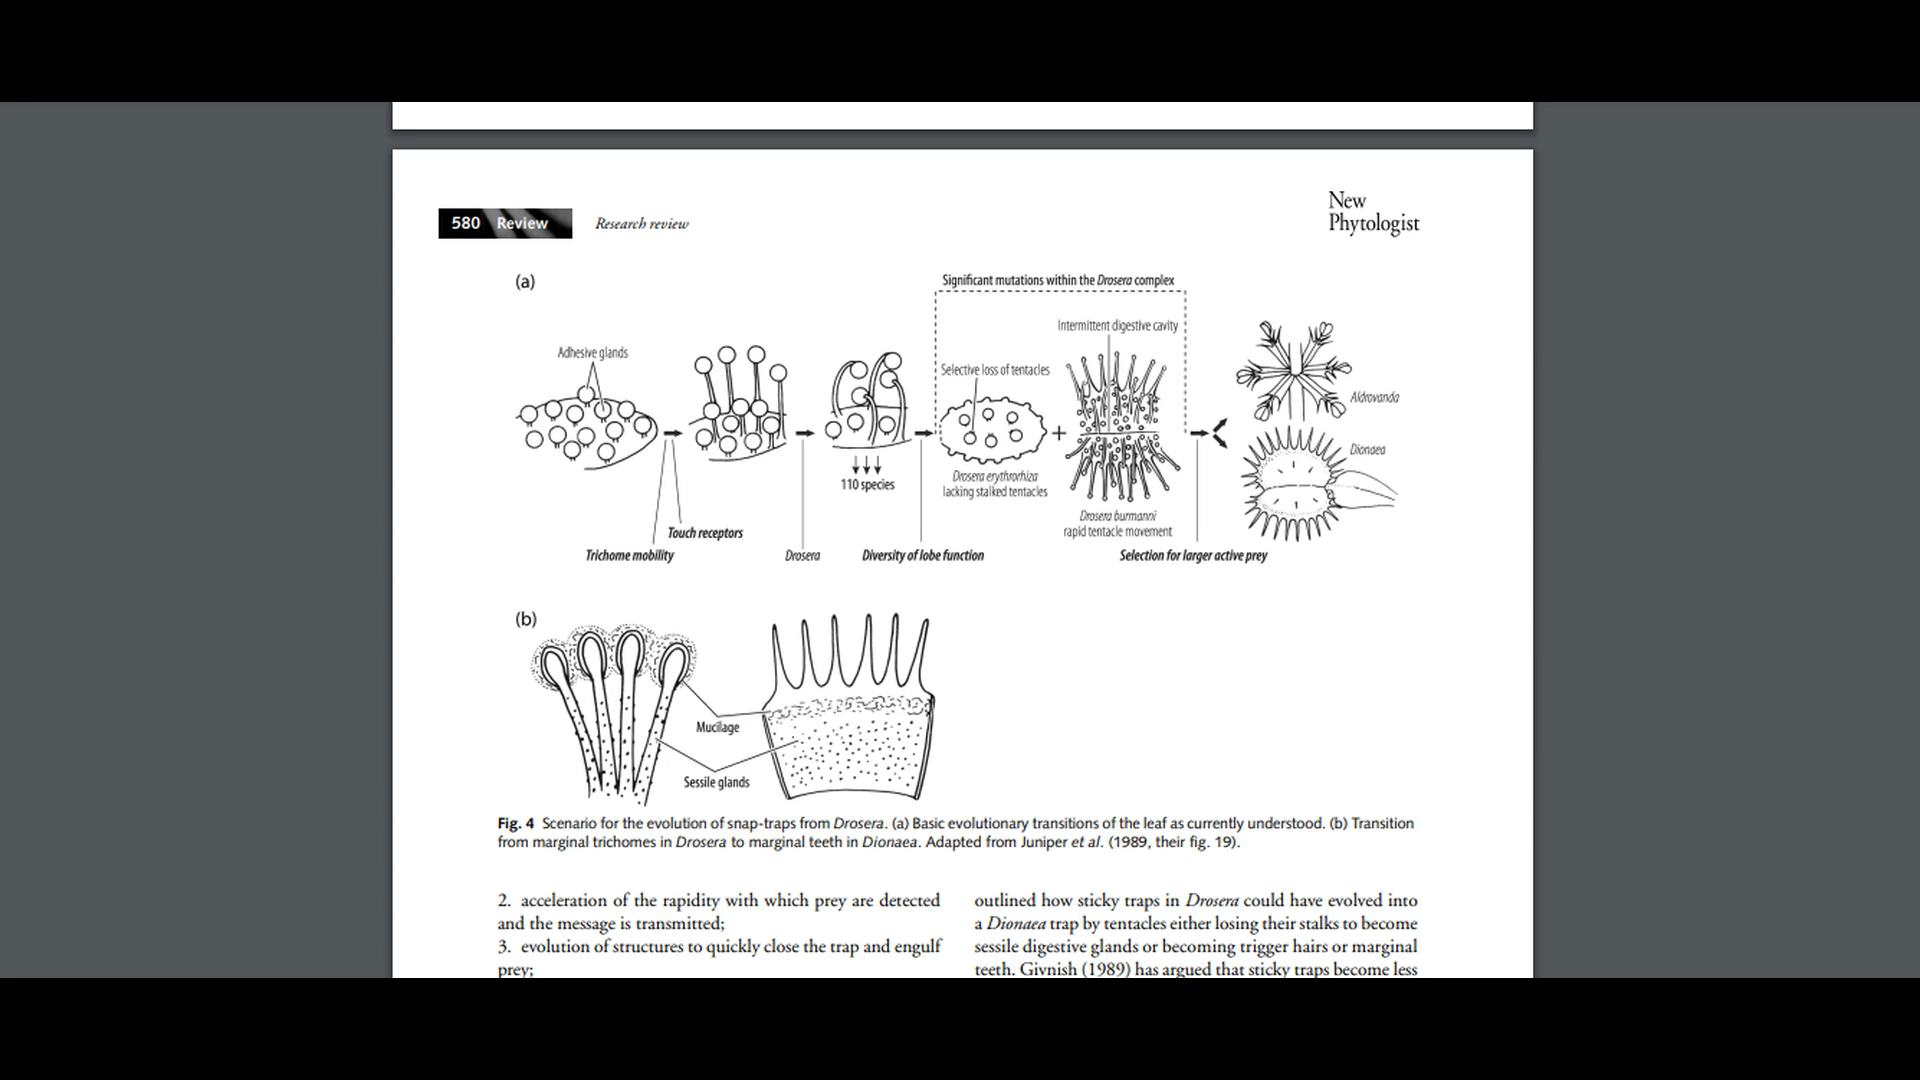 580 Review
Research review
New
Phytologist
(a)
Significant mutations within the Drosera complex
Adhesive glands
Intermittent digestive cavity
Selective loss of tentacles
Aldrovanda
+
Dionaea
Drosera erythrorhiza
lacking stalked tentacles
110 species
Drosera burmanni
rapid tentacle movement
Touch receptors
Trichome mobility
Drosera
Diversity of lobe function
Selection for larger active prey
(b)
Mucilage
Sessile glands
Fig. 4 Scenario for the evolution of snap-traps from Drosera. (a) Basic evolutionary transitions of the leaf as currently understood. (b) Transition
from marginal trichomes in Drosera to marginal teeth in Dionaea. Adapted from Juniper et al. (1989, their fig. 19).
2. acceleration of the rapidity with which prey are detected
and the message is transmitted;
3. evolution of structures to quickly close the trap and engulf
prey;
outlined how sticky traps in Drosera could have evolved into
a Dionaea trap by tentacles either losing their stalks to become
sessile digestive glands or becoming trigger hairs or marginal
teeth. Givnish (1989) has argued that sticky traps become less